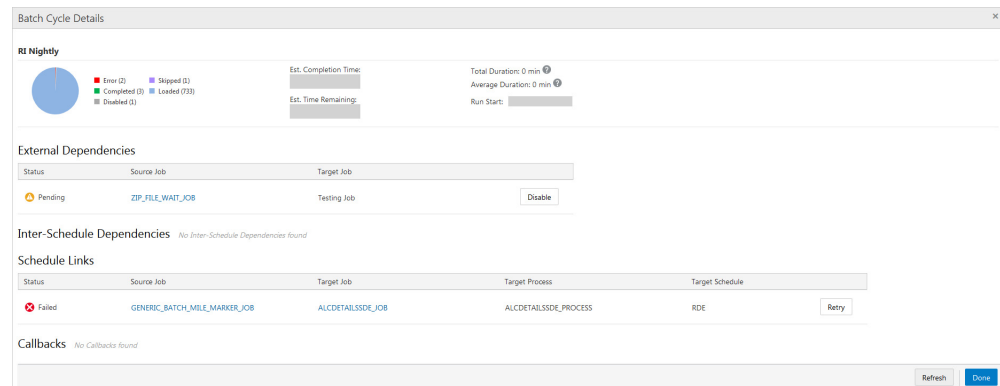 Batch Cycle Details ×
RI Nightly
Error (2) Skipped (1)
Completed (3) Loaded (733)
Disabled (1)
Est. Completion Time:
Est. Time Remaining:
Total Duration: 0 min ?
Average Duration: 0 min ?
Run Start:
External Dependencies
Status Source Job Target Job
Pending ZIP_FILE_WAIT_JOB Testing Job Disable
Inter-Schedule Dependencies No Inter-Schedule Dependencies found
Schedule Links
Status Source Job Target Job Target Process Target Schedule
Failed GENERIC_BATCH_MILE_MARKER_JOB ALCDETAILSSDE_JOB ALCDETAILSSDE_PROCESS RDE Retry
Callbacks No Callbacks found
Refresh Done